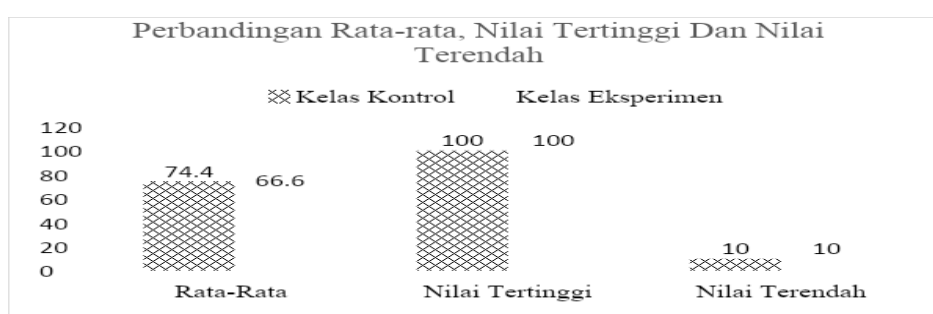 Perbandingan Rata-rata, Nilai Tertinggi Dan Nilai
Terendah
Kelas Kontrol Kelas Eksperimen
120
100
80
60
40
20
0
74.4 66.6
100 100
10 10
Rata-Rata Nilai Tertinggi Nilai Terendah